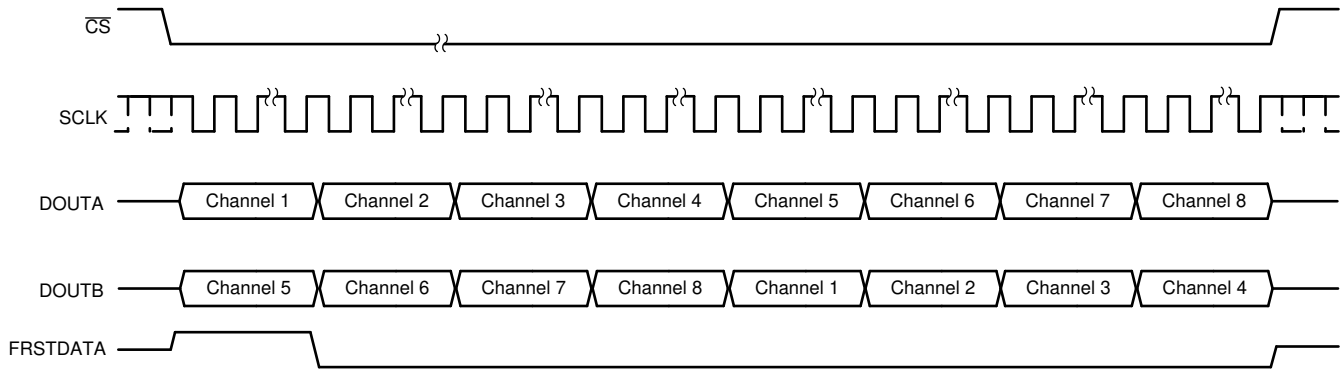 C̅S̅
SCLK
DOUTA Channel 1 Channel 2 Channel 3 Channel 4 Channel 5 Channel 6 Channel 7 Channel 8
DOUTB Channel 5 Channel 6 Channel 7 Channel 8 Channel 1 Channel 2 Channel 3 Channel 4
FRSTDATA